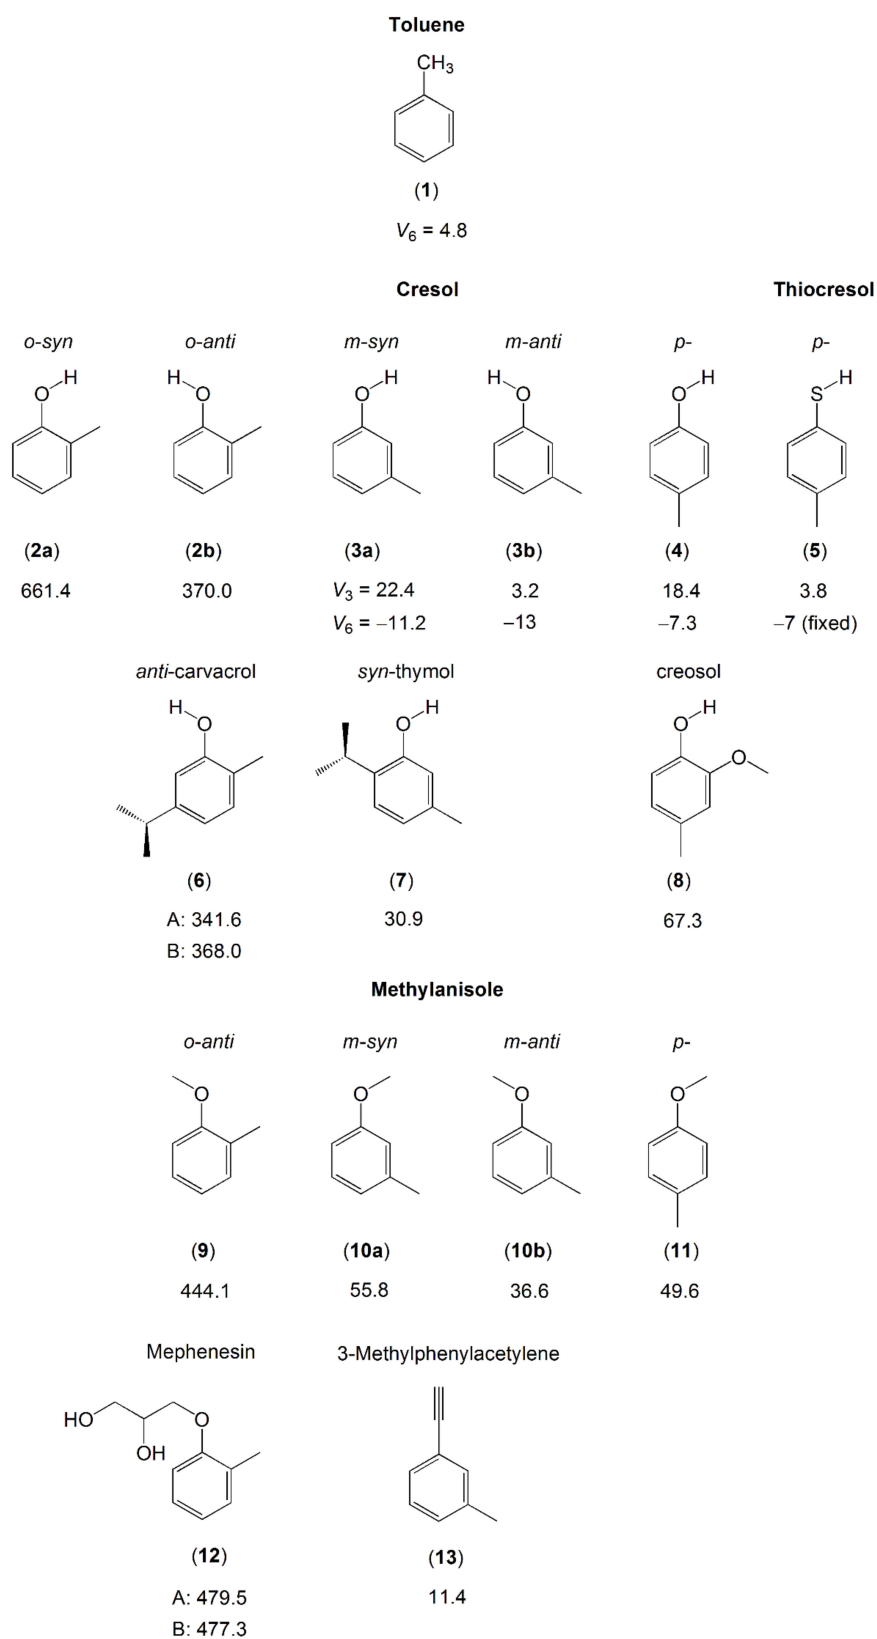 Toluene
CH3
(1)
V6 = 4.8
Cresol Thiocresol
o-syn o-anti m-syn m-anti p- p-
H H H H H H
O O O O O S
(2a) (2b) (3a) (3b) (4) (5)
661.4 370.0 V3 = 22.4 3.2 18.4 3.8
V6 = −11.2 −13 −7.3 −7 (fixed)
anti-carvacrol syn-thymol creosol
H H H
O O O
O
(6) (7) (8)
A: 341.6 30.9 67.3
B: 368.0
Methylanisole
o-anti m-syn m-anti p-
O O O O
(9) (10a) (10b) (11)
444.1 55.8 36.6 49.6
Mephenesin 3-Methylphenylacetylene
HO O
OH
(12) (13)
A: 479.5 11.4
B: 477.3